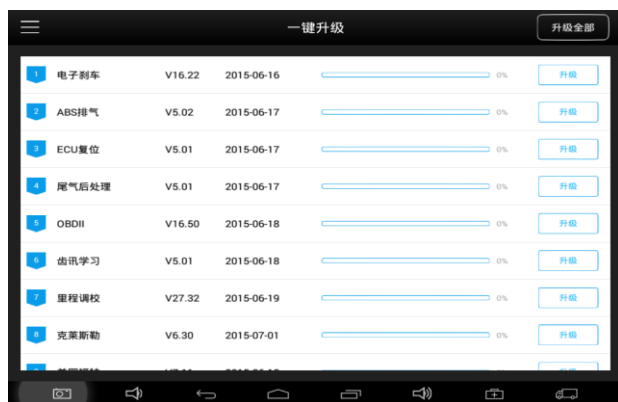 一键升级 升级全部
1 电子刹车 V16.22 2015-06-16 0% 升级
2 ABS排气 V5.02 2015-06-17 0% 升级
3 ECU复位 V5.01 2015-06-17 0% 升级
4 尾气后处理 V5.01 2015-06-17 0% 升级
5 OBDII V16.50 2015-06-18 0% 升级
6 齿讯学习 V5.01 2015-06-18 0% 升级
7 里程调校 V27.32 2015-06-19 0% 升级
8 克莱斯勒 V6.30 2015-07-01 0% 升级